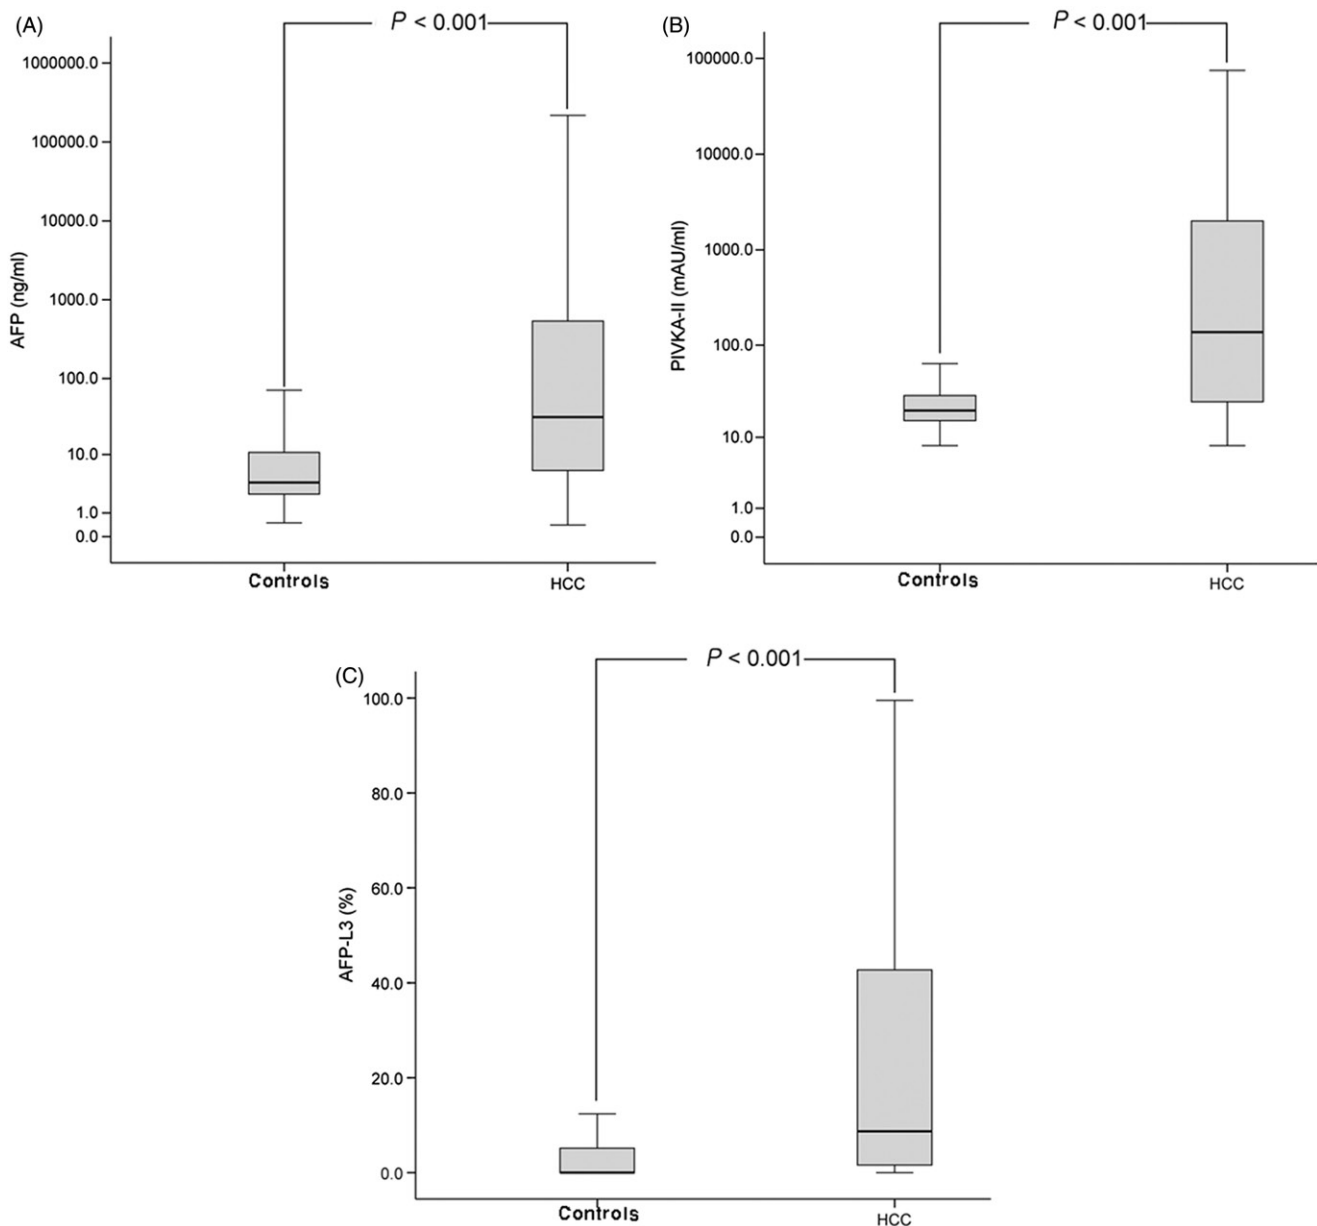 (A)
P < 0.001
1000000.0
100000.0
10000.0
1000.0
100.0
10.0
1.0
0.0
AFP (ng/ml)
Controls
HCC
(B)
P < 0.001
100000.0
10000.0
1000.0
100.0
10.0
1.0
0.0
PIVKA-II (mAU/ml)
Controls
HCC
(C)
P < 0.001
100.0
80.0
60.0
40.0
20.0
0.0
AFP-L3 (%)
Controls
HCC